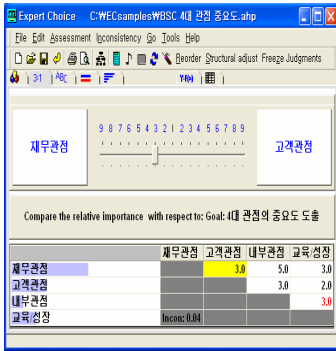 Expert Choice C:₩ECsamples₩BSC 4대 관점 중요도.ahp
File Edit Assessment Inconsistency Go Tools Help
Reorder Structural adjust Freeze Judgments
3:1 ABC Y=f(x)
재무관점
9 8 7 6 5 4 3 2 1 2 3 4 5 6 7 8 9
고객관점
Compare the relative importance with respect to: Goal: 4대 관점의 중요도 도출
재무관점 고객관점 내부관점 교육/성장
재무관점 3.0 5.0 3.0
고객관점 3.0 2.0
내부관점 3.0
교육/성장 Incon: 0.04